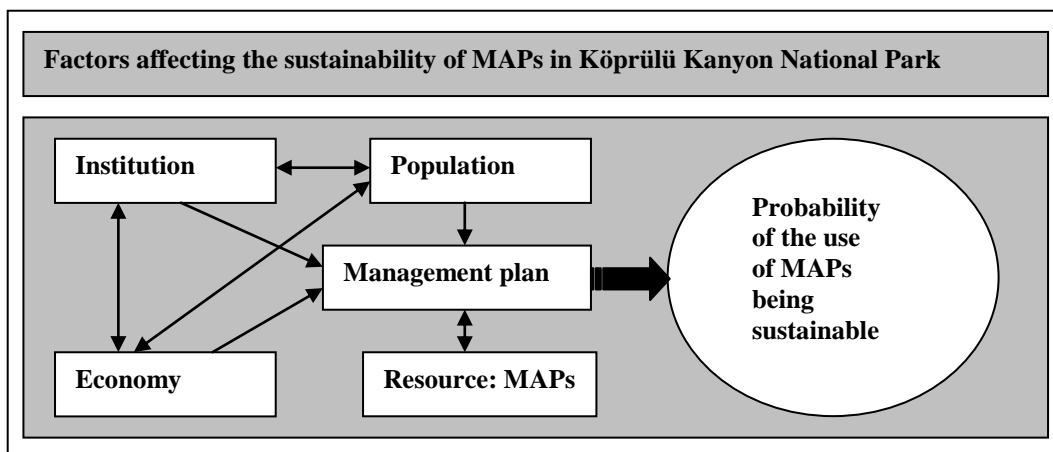 Factors affecting the sustainability of MAPs in Köprülü Kanyon National Park
Institution
Population
Management plan
Economy
Resource: MAPs
Probability
of the use
of MAPs
being
sustainable